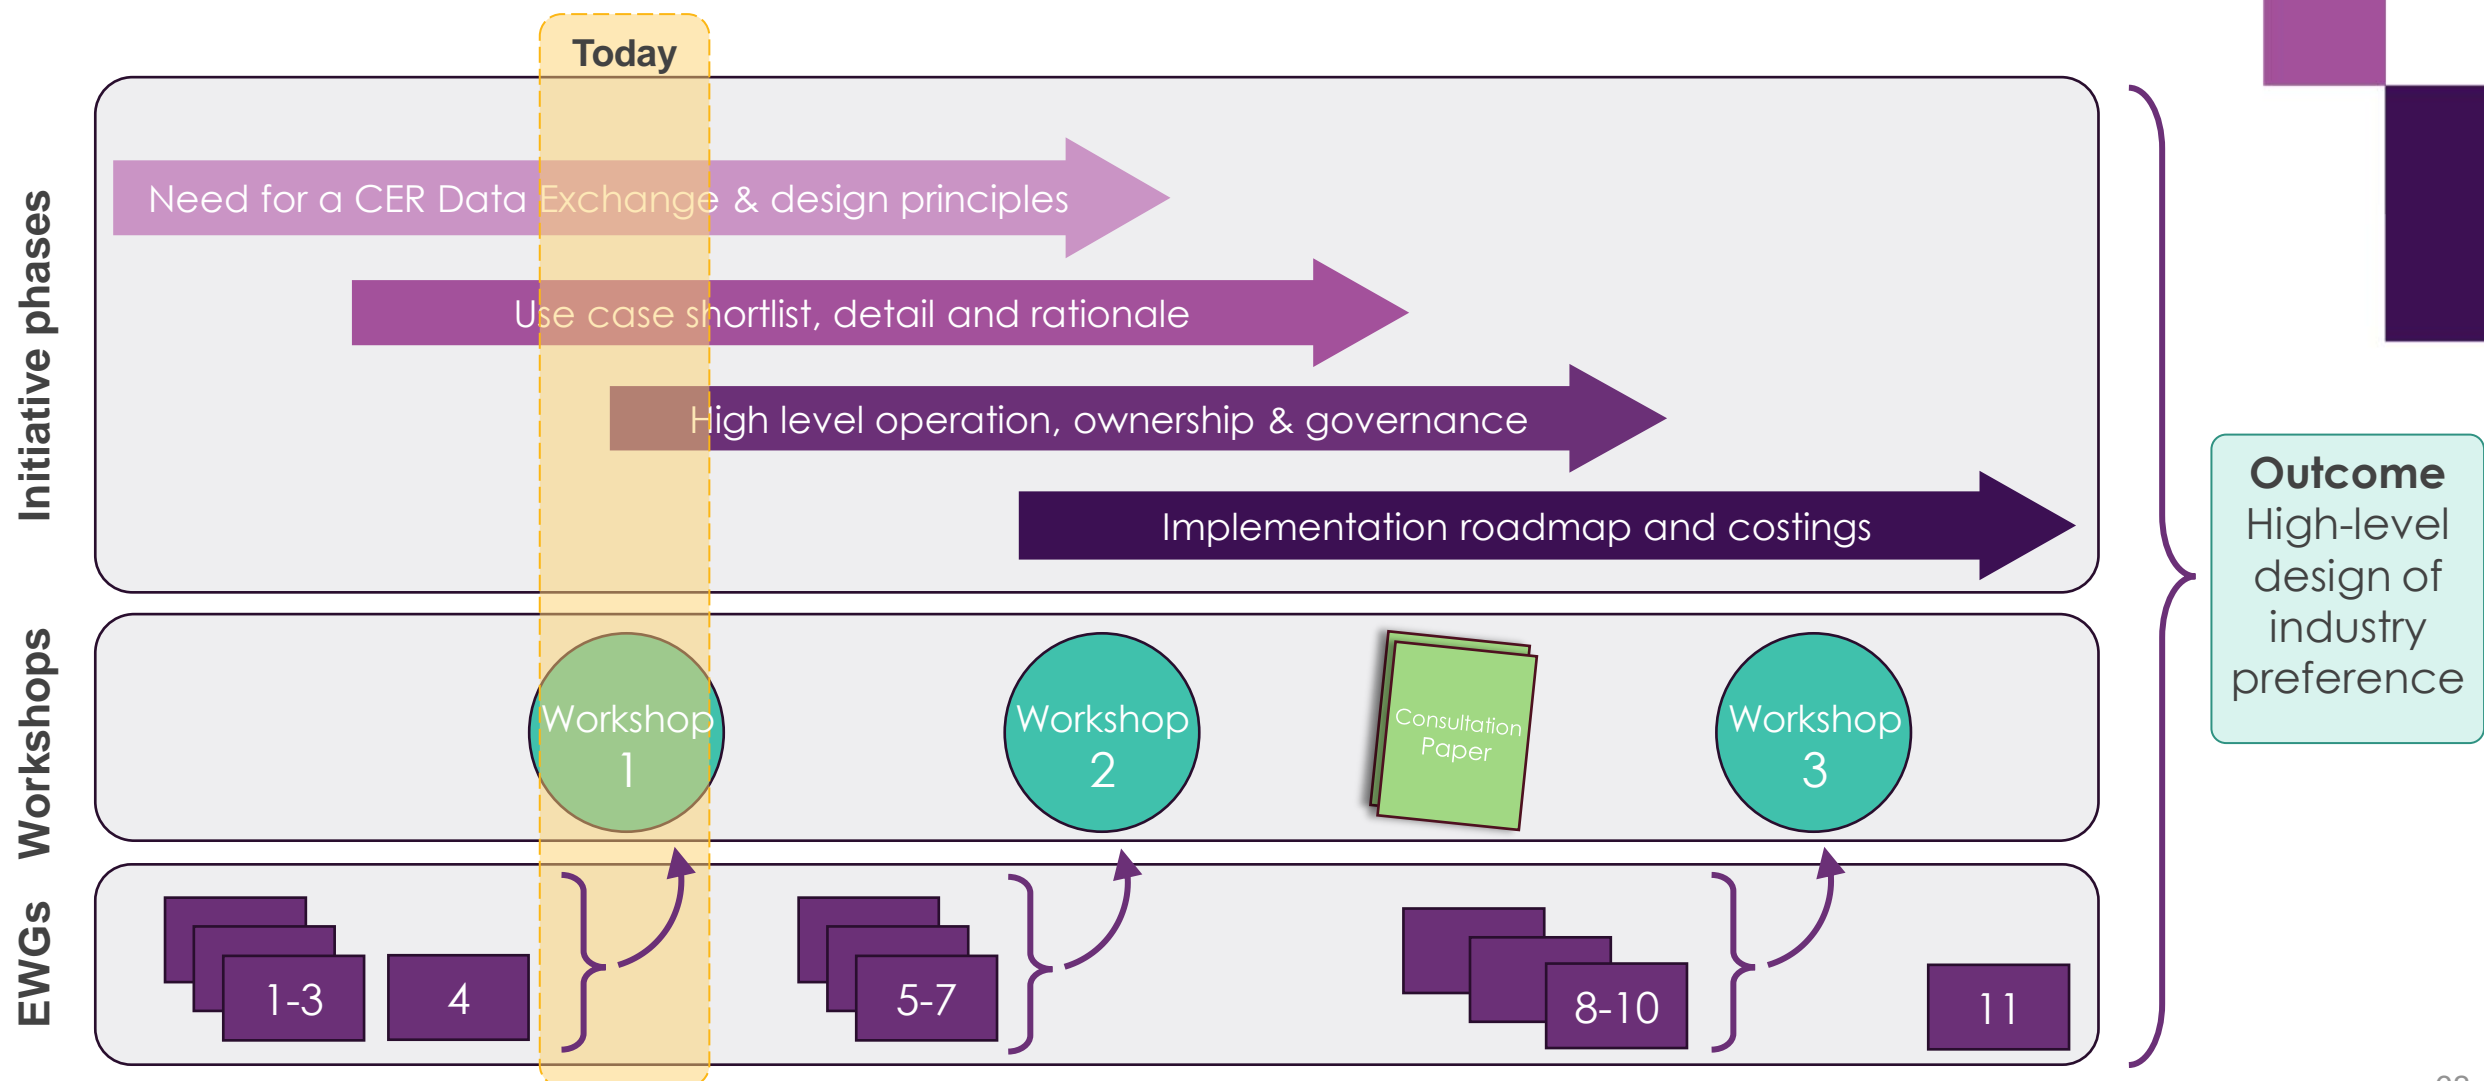 Today
Initiative phases
Need for a CER Data Exchange & design principles
Use case shortlist, detail and rationale
High level operation, ownership & governance
Implementation roadmap and costings
Workshops
Workshop
1
Workshop
2
Consultation
Paper
Workshop
3
EWGs
1-3
4
5-7
8-10
11
Outcome
High-level
design of
industry
preference